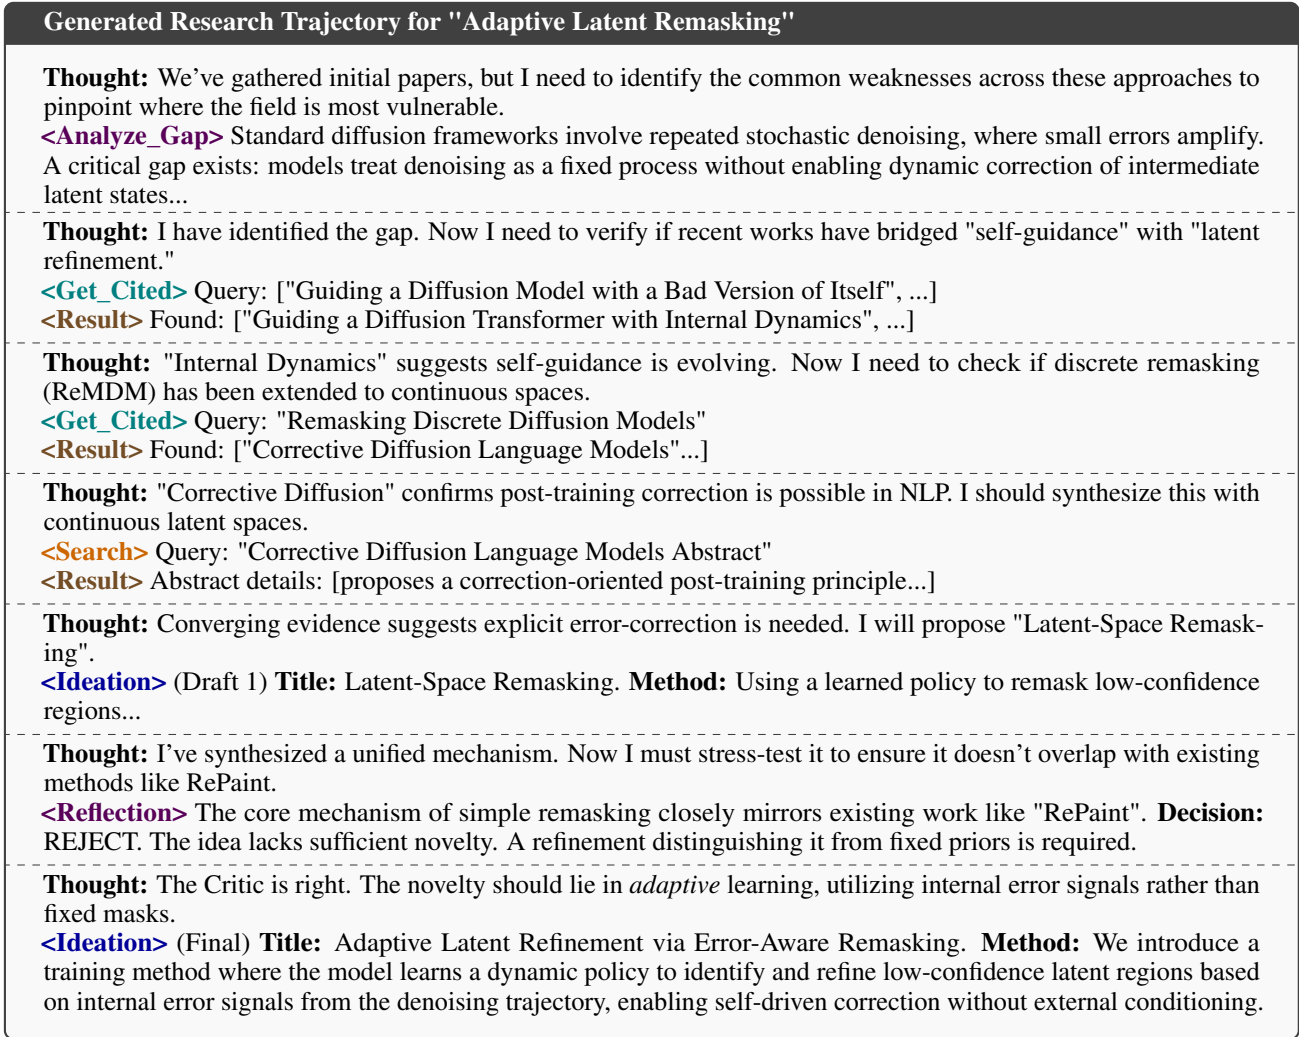 Generated Research Trajectory for "Adaptive Latent Remasking"
Thought: We've gathered initial papers, but I need to identify the common weaknesses across these approaches to
pinpoint where the field is most vulnerable.
<Analyze_Gap> Standard diffusion frameworks involve repeated stochastic denoising, where small errors amplify.
A critical gap exists: models treat denoising as a fixed process without enabling dynamic correction of intermediate
latent states...
Thought: I have identified the gap. Now I need to verify if recent works have bridged "self-guidance" with "latent
refinement."
<Get_Cited> Query: ["Guiding a Diffusion Model with a Bad Version of Itself", ...]
<Result> Found: ["Guiding a Diffusion Transformer with Internal Dynamics", ...]
Thought: "Internal Dynamics" suggests self-guidance is evolving. Now I need to check if discrete remasking
(ReMDM) has been extended to continuous spaces.
<Get_Cited> Query: "Remasking Discrete Diffusion Models"
<Result> Found: ["Corrective Diffusion Language Models"...]
Thought: "Corrective Diffusion" confirms post-training correction is possible in NLP. I should synthesize this with
continuous latent spaces.
<Search> Query: "Corrective Diffusion Language Models Abstract"
<Result> Abstract details: [proposes a correction-oriented post-training principle...]
Thought: Converging evidence suggests explicit error-correction is needed. I will propose "Latent-Space Remask-
ing".
<Ideation> (Draft 1) Title: Latent-Space Remasking. Method: Using a learned policy to remask low-confidence
regions...
Thought: I've synthesized a unified mechanism. Now I must stress-test it to ensure it doesn't overlap with existing
methods like RePaint.
<Reflection> The core mechanism of simple remasking closely mirrors existing work like "RePaint". Decision:
REJECT. The idea lacks sufficient novelty. A refinement distinguishing it from fixed priors is required.
Thought: The Critic is right. The novelty should lie in adaptive learning, utilizing internal error signals rather than
fixed masks.
<Ideation> (Final) Title: Adaptive Latent Refinement via Error-Aware Remasking. Method: We introduce a
training method where the model learns a dynamic policy to identify and refine low-confidence latent regions based
on internal error signals from the denoising trajectory, enabling self-driven correction without external conditioning.